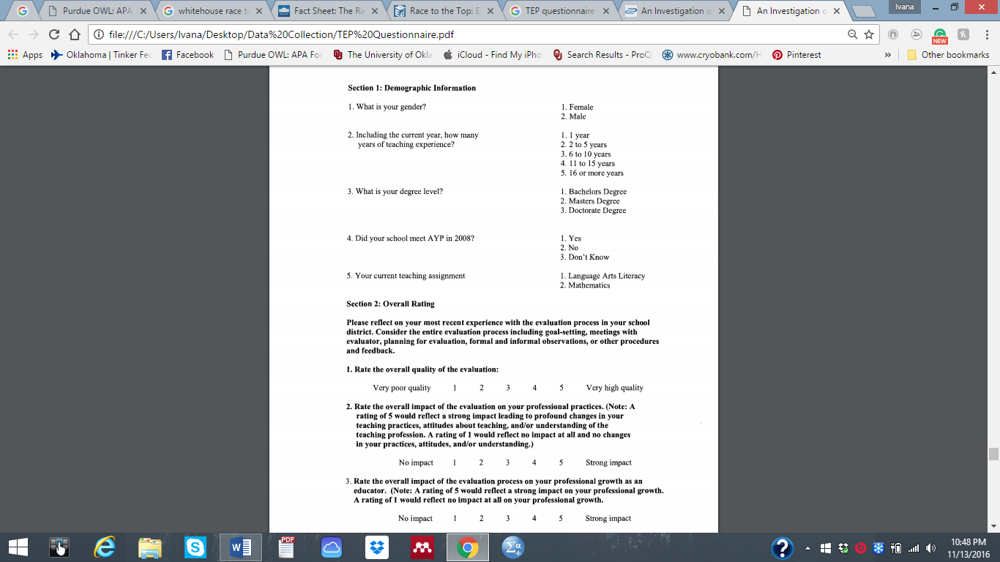 Purdue OWL: APA
whitehouse race to
Fact Sheet: The Ra
Race to the Top: E
TEP questionnaire
An Investigation o
An Investigation o
Ivana
file:///C:/Users/Ivana/Desktop/Data%20Collection/TEP%20Questionnaire.pdf
NEW
Apps
Oklahoma | Tinker Fed
Facebook
Purdue OWL: APA For
The University of Okla
iCloud - Find My iPho
Search Results - ProQ
www.cryobank.com/H
Pinterest
»
Other bookmarks
Section 1: Demographic Information
1. What is your gender?
1. Female
2. Male
2. Including the current year, how many
years of teaching experience?
1. 1 year
2. 2 to 5 years
3. 6 to 10 years
4. 11 to 15 years
5. 16 or more years
3. What is your degree level?
1. Bachelors Degree
2. Masters Degree
3. Doctorate Degree
4. Did your school meet AYP in 2008?
1. Yes
2. No
3. Don't Know
5. Your current teaching assignment
1. Language Arts Literacy
2. Mathematics
Section 2: Overall Rating
Please reflect on your most recent experience with the evaluation process in your school
district. Consider the entire evaluation process including goal-setting, meetings with
evaluator, planning for evaluation, formal and informal observations, or other procedures
and feedback.
1. Rate the overall quality of the evaluation:
Very poor quality 1 2 3 4 5 Very high quality
2. Rate the overall impact of the evaluation on your professional practices. (Note: A
rating of 5 would reflect a strong impact leading to profound changes in your
teaching practices, attitudes about teaching, and/or understanding of the
teaching profession. A rating of 1 would reflect no impact at all and no changes
in your practices, attitudes, and/or understanding.)
No impact 1 2 3 4 5 Strong impact
3. Rate the overall impact of the evaluation process on your professional growth as an
educator. (Note: A rating of 5 would reflect a strong impact on your professional growth.
A rating of 1 would reflect no impact at all on your professional growth.
No impact 1 2 3 4 5 Strong impact
PDF
10:48 PM
11/13/2016